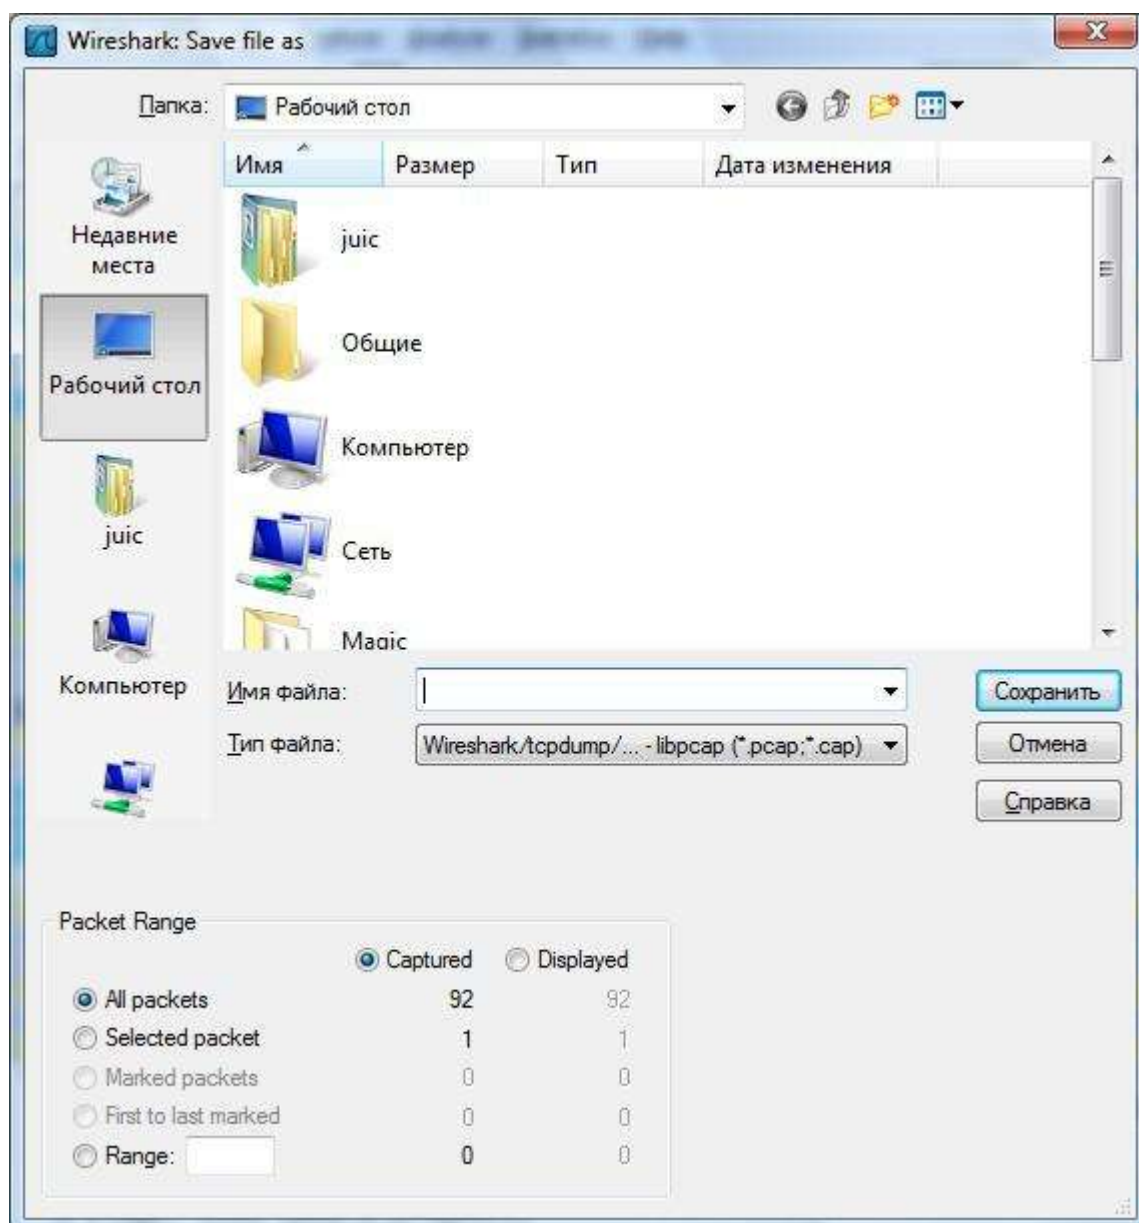 Wireshark: Save file as
Папка: Рабочий стол
Имя Размер Тип Дата изменения
Недавние места
Рабочий стол
juic
Компьютер
juic
Общие
Компьютер
Сеть
Magic
Имя файла:
Сохранить
Тип файла: Wireshark/tcpdump/... - libpcap (*.pcap;*.cap)
Отмена
Справка
Packet Range
Captured Displayed
All packets 92 92
Selected packet 1 1
Marked packets 0 0
First to last marked 0 0
Range: 0 0